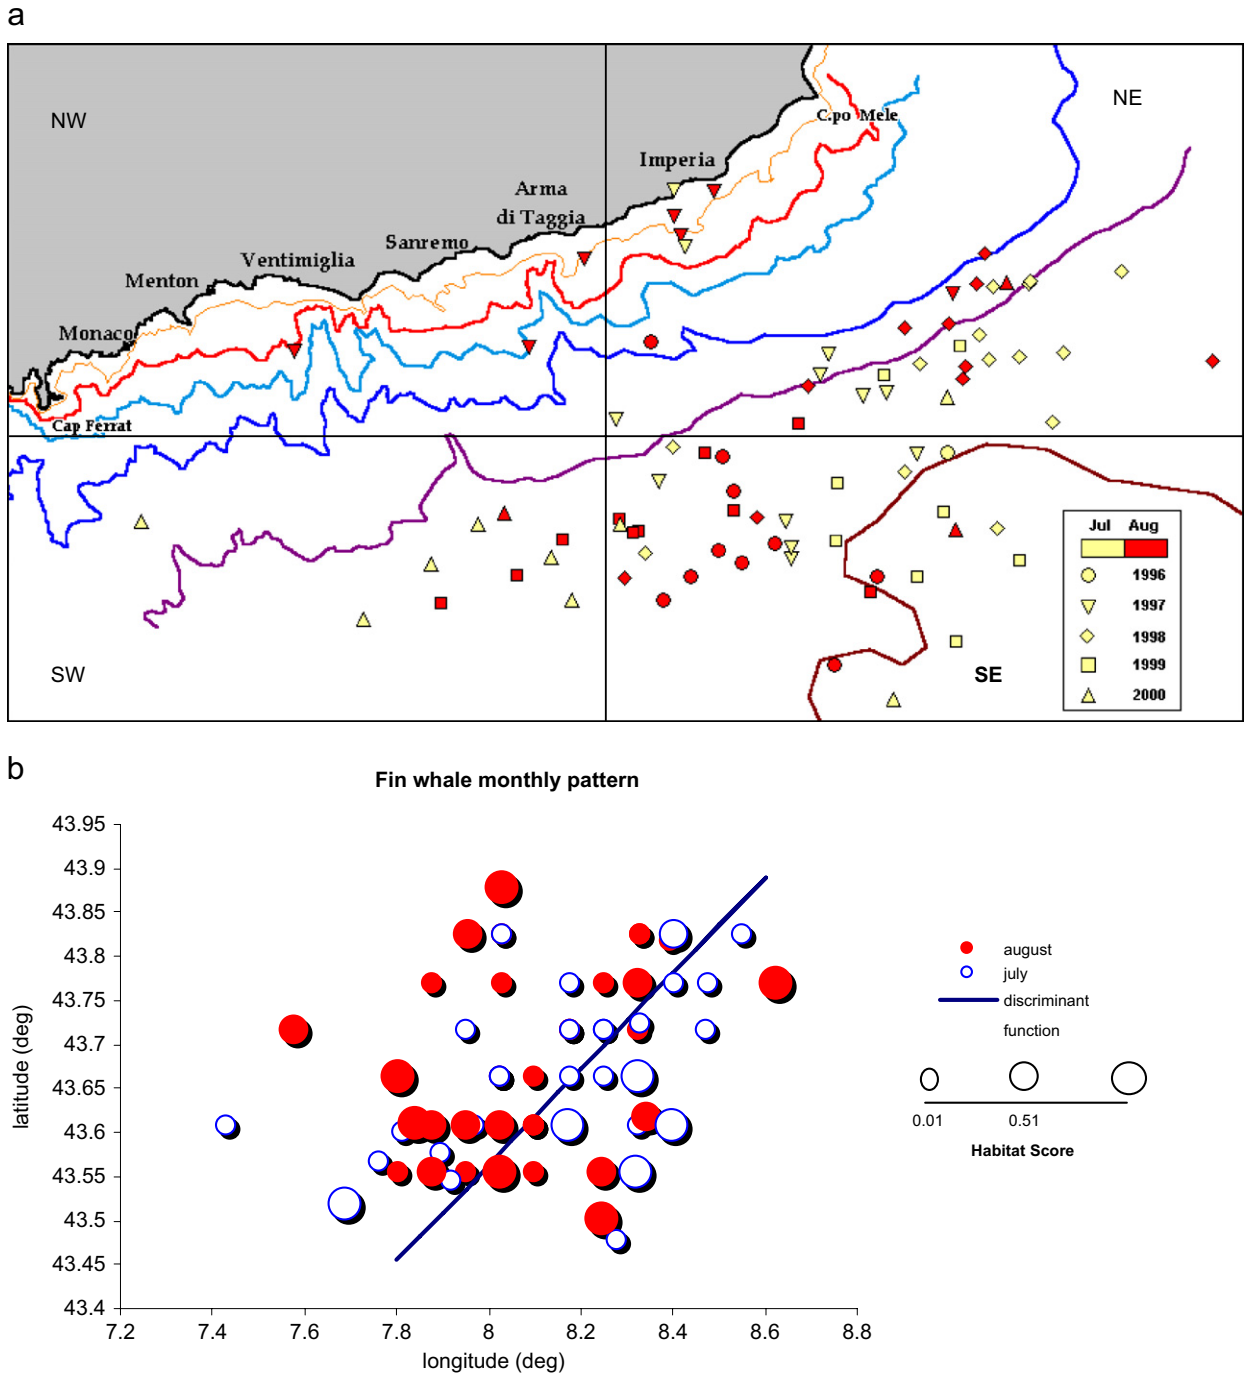 a
NW
NE
C.po Mele
Imperia
Arma
di Taggia
Sanremo
Ventimiglia
Menton
Monaco
Cap Ferrat
Jul Aug
1996
1997
1998
1999
2000
SW
SE
b
Fin whale monthly pattern
43.95
43.9
43.85
43.8
43.75
43.7
43.65
43.6
43.55
43.5
43.45
43.4
latitude (deg)
7.2 7.4 7.6 7.8 8 8.2 8.4 8.6 8.8
longitude (deg)
august
july
discriminant
function
0.01 0.51
Habitat Score